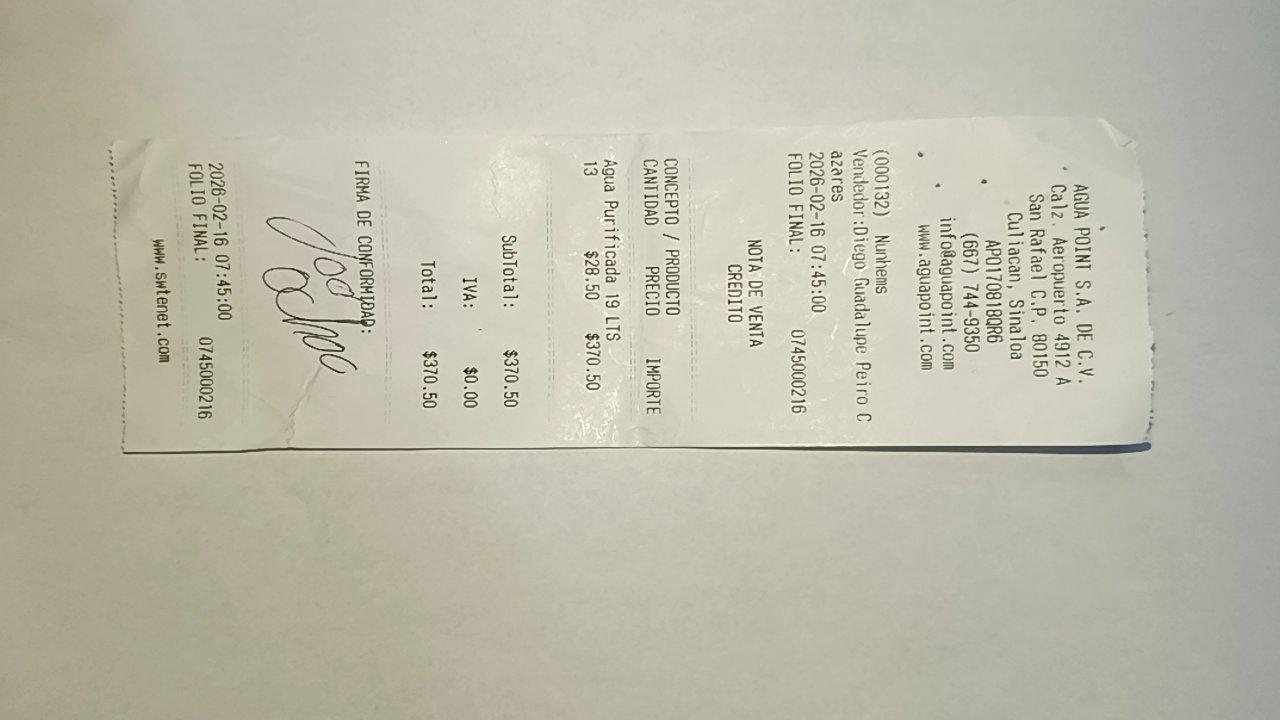 AGUA POINT S.A. DE C.V.
Calz. Aeropuerto 4912 A
San Rafael C.P. 80150
Culiacan, Sinaloa
APO170818QR6
(667) 744-9350
info@aguapoint.com
www.aguapoint.com
(000132) Nunhems
Vendedor:Diego Guadalupe Peiro C
azares
2026-02-16 07:45:00
FOLIO FINAL: 0745000216
NOTA DE VENTA
CREDITO
CONCEPTO / PRODUCTO
CANTIDAD PRECIO IMPORTE
Agua Purificada 19 LTS
13 $28.50 $370.50
SubTotal: $370.50
IVA: $0.00
Total: $370.50
FIRMA DE CONFORMIDAD:
2026-02-16 07:45:00
FOLIO FINAL: 0745000216
www.swtenet.com